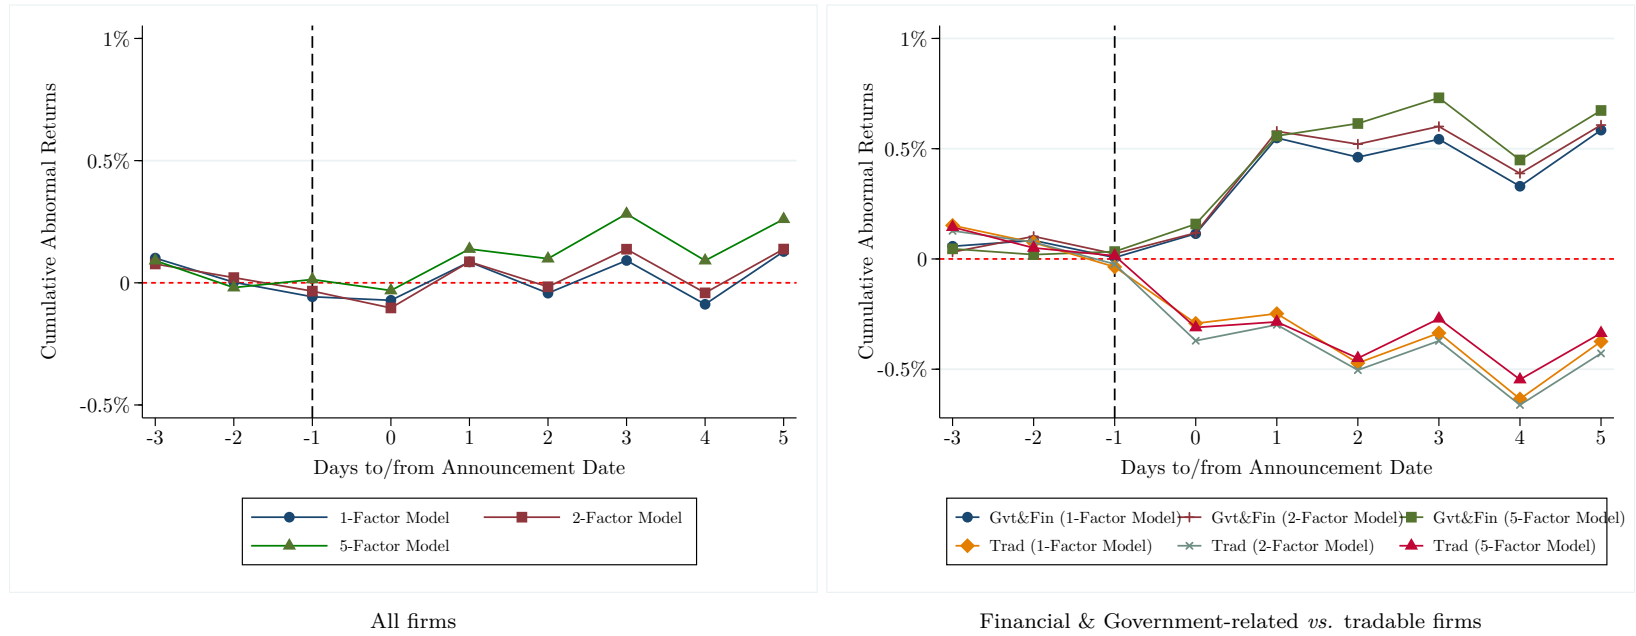 1%
0.5%
0
-0.5%
Cumulative Abnormal Returns
-3 -2 -1 0 1 2 3 4 5
Days to/from Announcement Date
1-Factor Model 2-Factor Model
5-Factor Model
All firms
1%
0.5%
0
-0.5%
Cumulative Abnormal Returns
-3 -2 -1 0 1 2 3 4 5
Days to/from Announcement Date
Gvt&Fin (1-Factor Model) Gvt&Fin (2-Factor Model) Gvt&Fin (5-Factor Model)
Trad (1-Factor Model) Trad (2-Factor Model) Trad (5-Factor Model)
Financial & Government-related vs. tradable firms